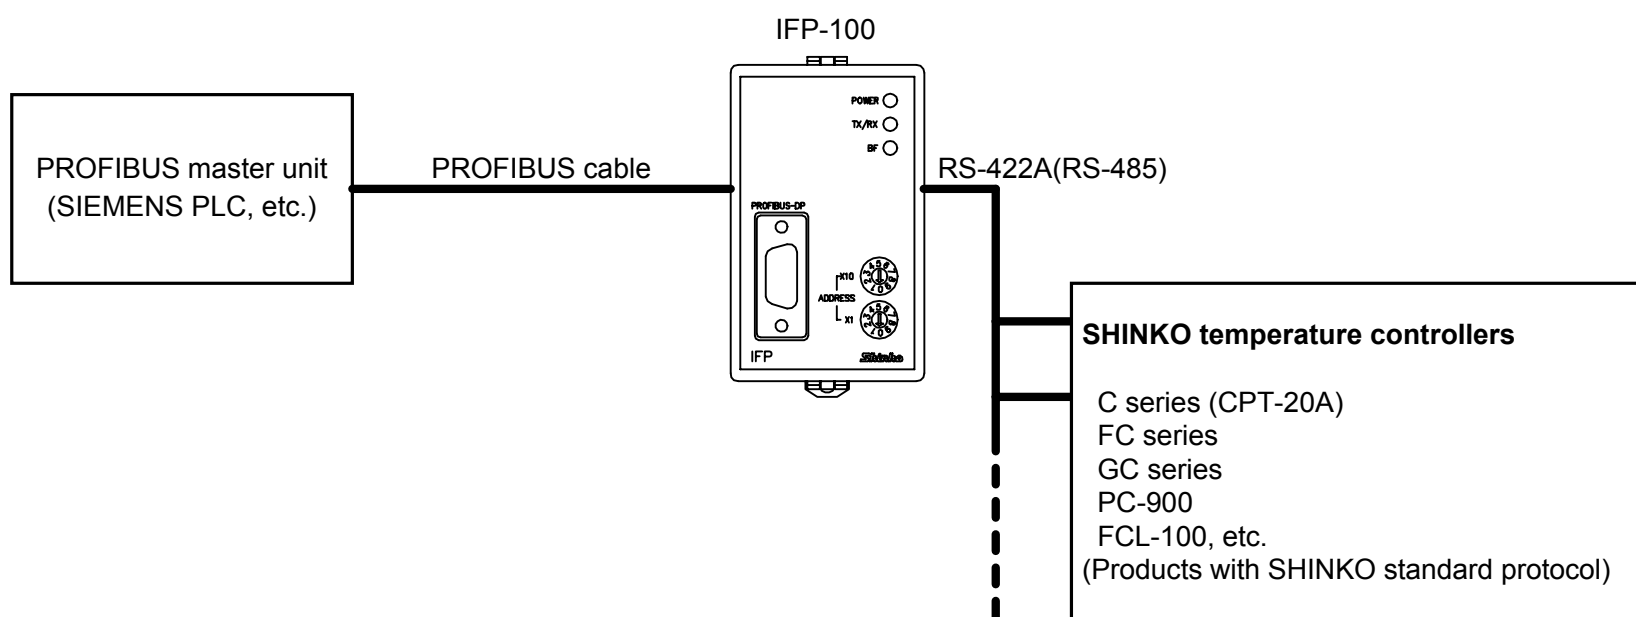 IFP-100
PROFIBUS master unit
(SIEMENS PLC, etc.)
PROFIBUS cable
POWER
TX/RX
BF
PROFIBUS-DP
X10
ADDRESS
X1
IFP
Shinko
RS-422A(RS-485)
SHINKO temperature controllers
C series (CPT-20A)
FC series
GC series
PC-900
FCL-100, etc.
(Products with SHINKO standard protocol)